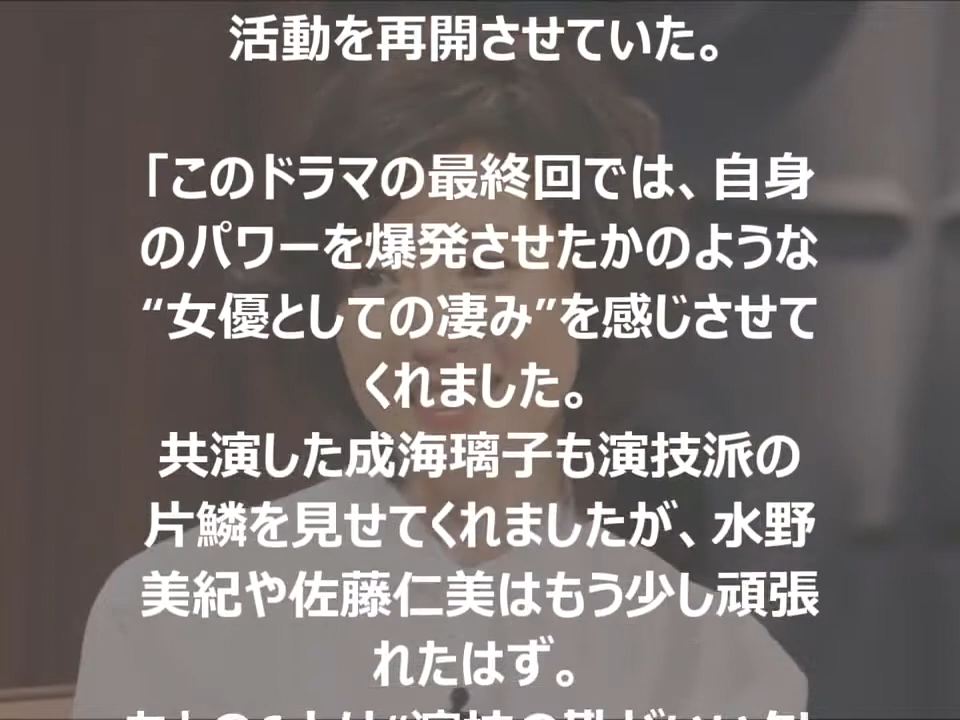 活動を再開させていた。
「このドラマの最終回では、自身
のパワーを爆発させたかのような
“女優としての凄み”を感じさせて
くれました。
共演した成海璃子も演技派の
片鱗を見せてくれましたが、水野
美紀や佐藤仁美はもう少し頑張
れたはず。